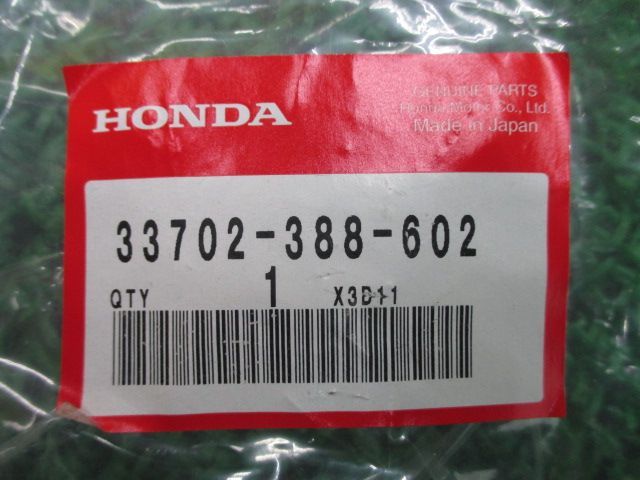 HONDA
GENUINE PARTS
Honda Motor Co., Ltd.
Made in Japan
33702-388-602
QTY 1 X3D11